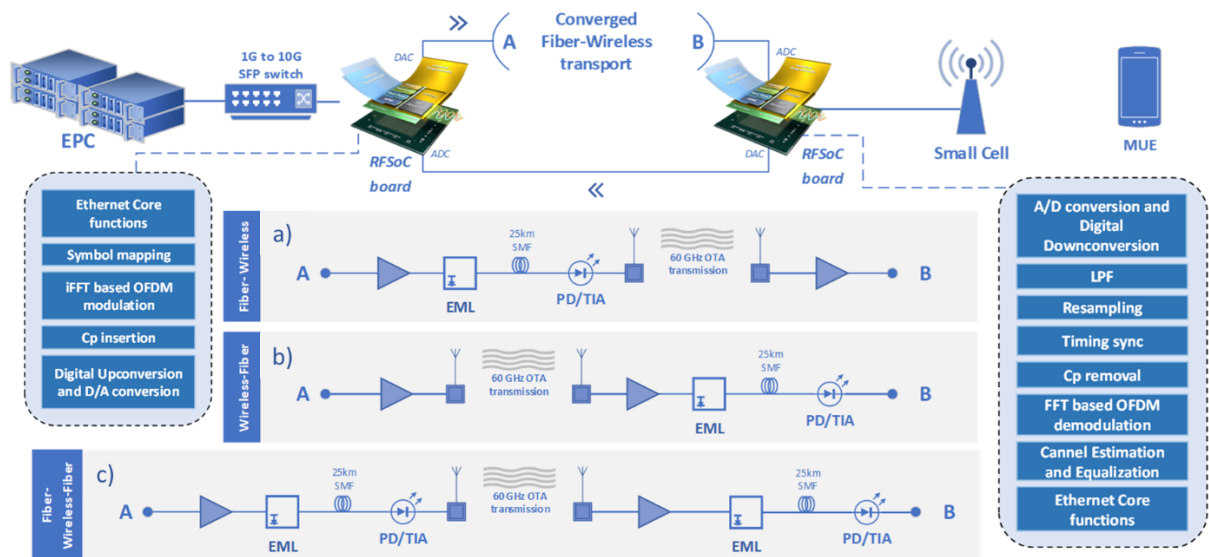 1G to 10G
SFP switch
EPC
DAC
ADC
RFSoC
board
»
A
Converged
Fiber-Wireless
transport
B
«
ADC
DAC
RFSoC
board
Small Cell
MUE
Ethernet Core
functions
Symbol mapping
iFFT based OFDM
modulation
Cp insertion
Digital Upconversion
and D/A conversion
Fiber- Wireless
a)
A
EML
25km
SMF
PD/TIA
60 GHz OTA
transmission
B
Wireless-Fiber
b)
A
60 GHz OTA
transmission
EML
25km
SMF
PD/TIA
B
Fiber-
Wireless-Fiber
c)
A
EML
25km
SMF
PD/TIA
60 GHz OTA
transmission
EML
25km
SMF
PD/TIA
B
A/D conversion and
Digital
Downconversion
LPF
Resampling
Timing sync
Cp removal
FFT based OFDM
demodulation
Cannel Estimation
and Equalization
Ethernet Core
functions